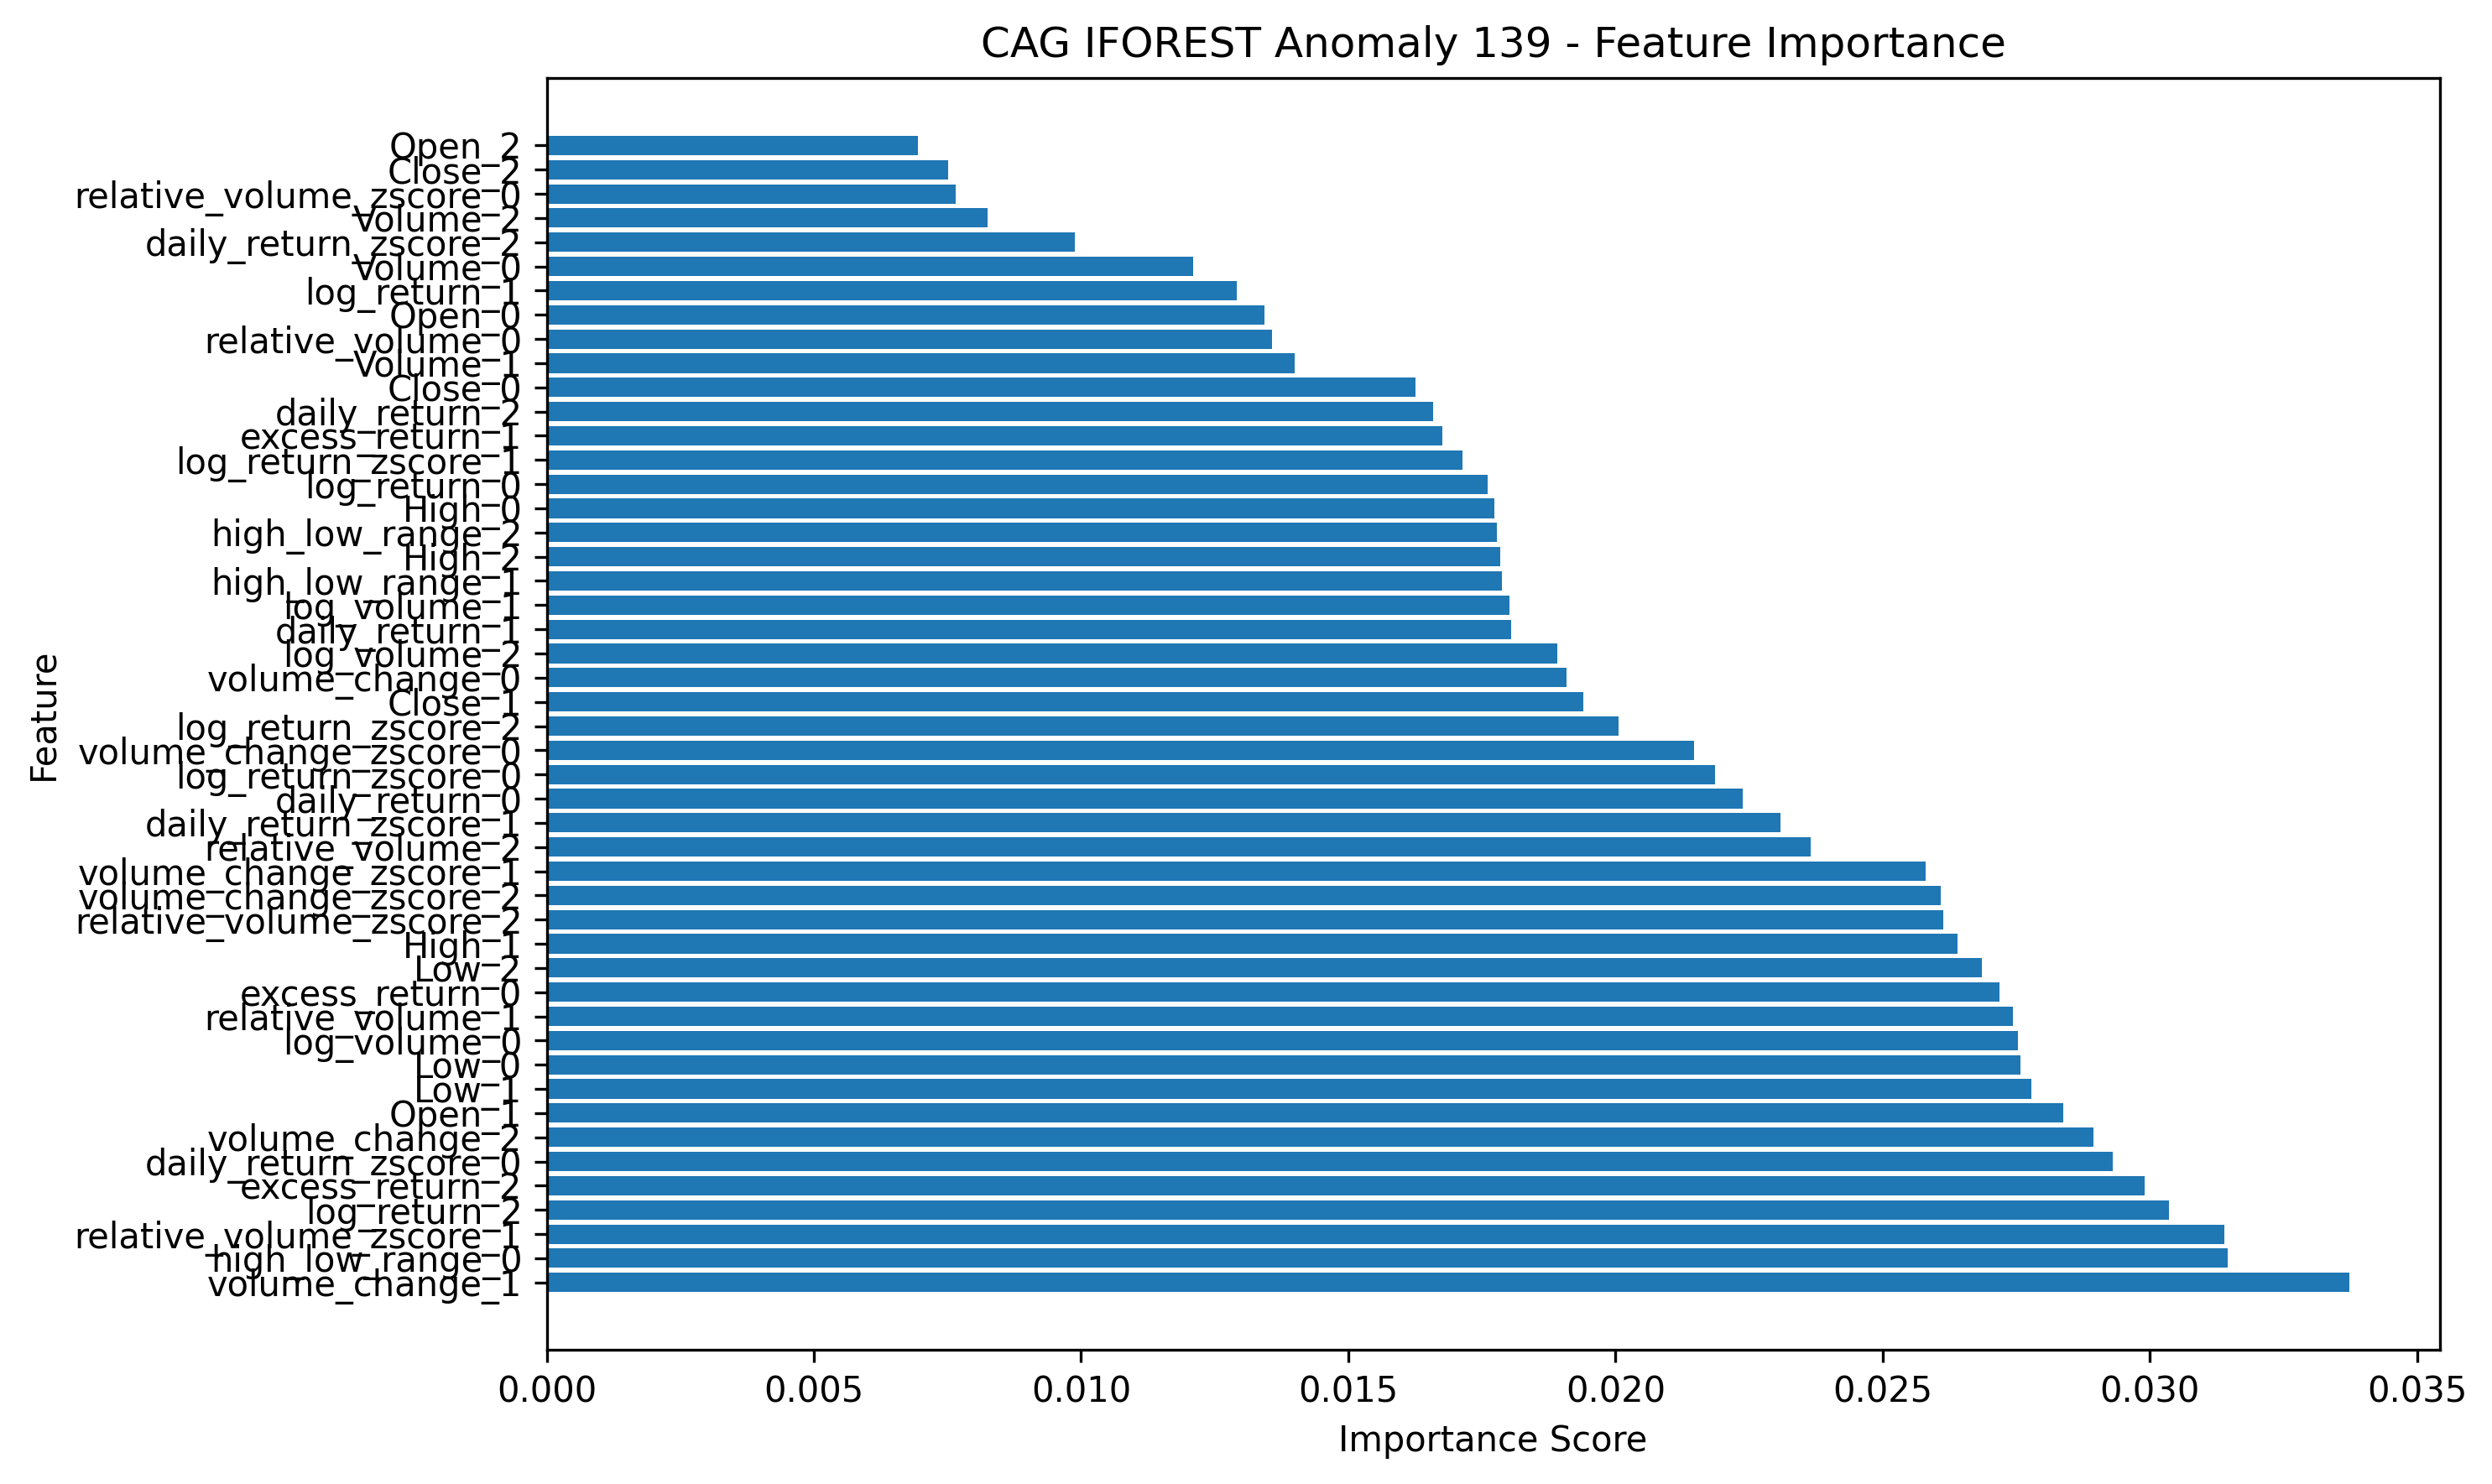 CAG IFOREST Anomaly 139 - Feature Importance
Open_2
Close_2
relative_volume_zscore_0
Volume_2
daily_return_zscore_2
Volume_0
log_return_1
Open_0
relative_volume_0
Volume_1
Close_0
daily_return_2
excess_return_1
log_return_zscore_1
log_return_0
High_0
high_low_range_2
High_2
high_low_range_1
log_volume_1
daily_return_1
log_volume_2
volume_change_0
Close_1
log_return_zscore_2
volume_change_zscore_0
log_return_zscore_0
daily_return_0
daily_return_zscore_1
relative_volume_2
volume_change_zscore_1
volume_change_zscore_2
relative_volume_zscore_2
High_1
Low_2
excess_return_0
relative_volume_1
log_volume_0
Low_0
Low_1
Open_1
volume_change_2
daily_return_zscore_0
excess_return_2
log_return_2
relative_volume_zscore_1
high_low_range_0
volume_change_1
Feature
0.000 0.005 0.010 0.015 0.020 0.025 0.030 0.035
Importance Score